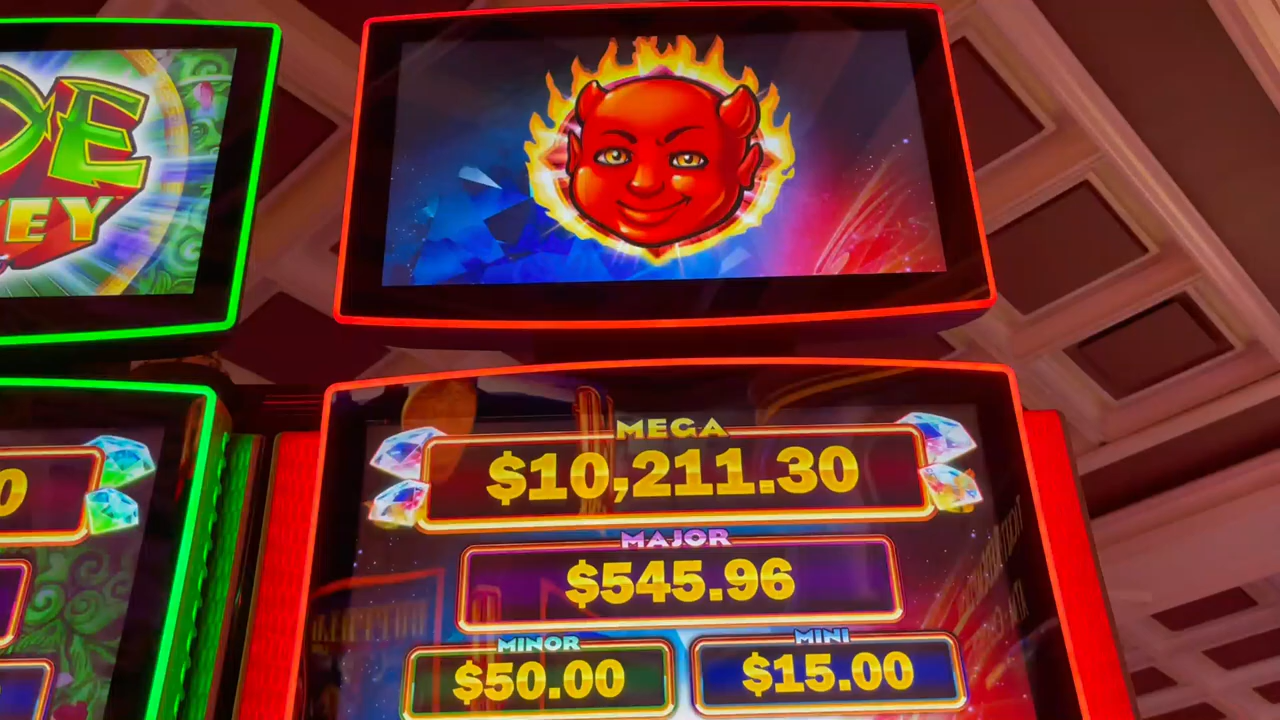 MEGA
$10,211.30
MAJOR
$545.96
MINOR
$50.00
MINI
$15.00